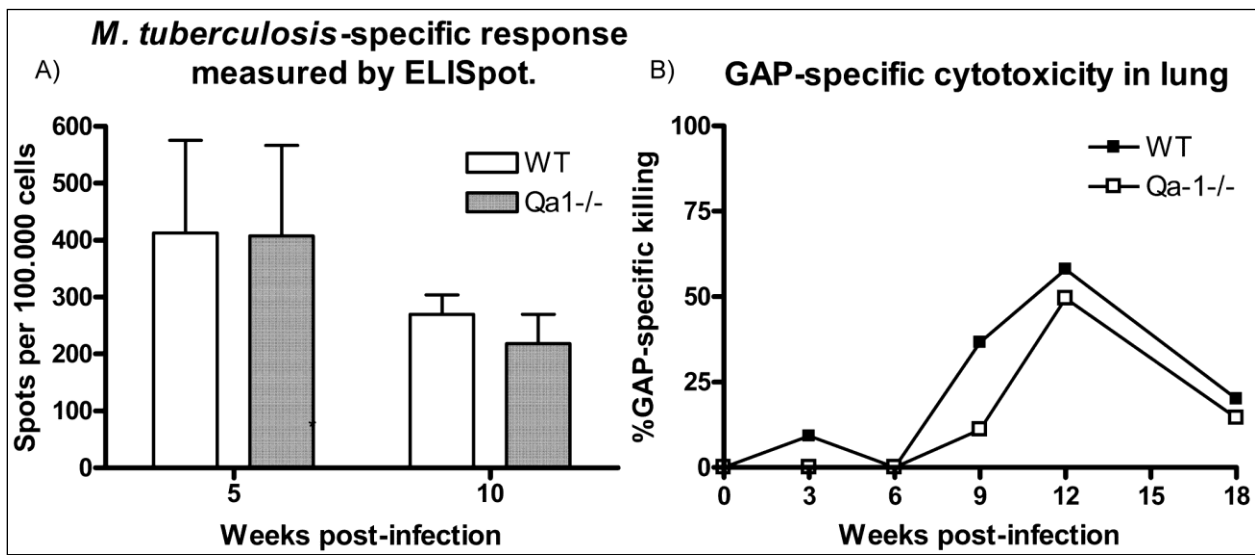 A)
M. tuberculosis-specific response
measured by ELISpot.
Spots per 100.000 cells
600
500
400
300
200
100
0
WT
Qa1-/-
*
5
10
Weeks post-infection
B)
GAP-specific cytotoxicity in lung
%GAP-specific killing
100
75
50
25
0
WT
Qa-1-/-
0
3
6
9
12
15
18
Weeks post-infection